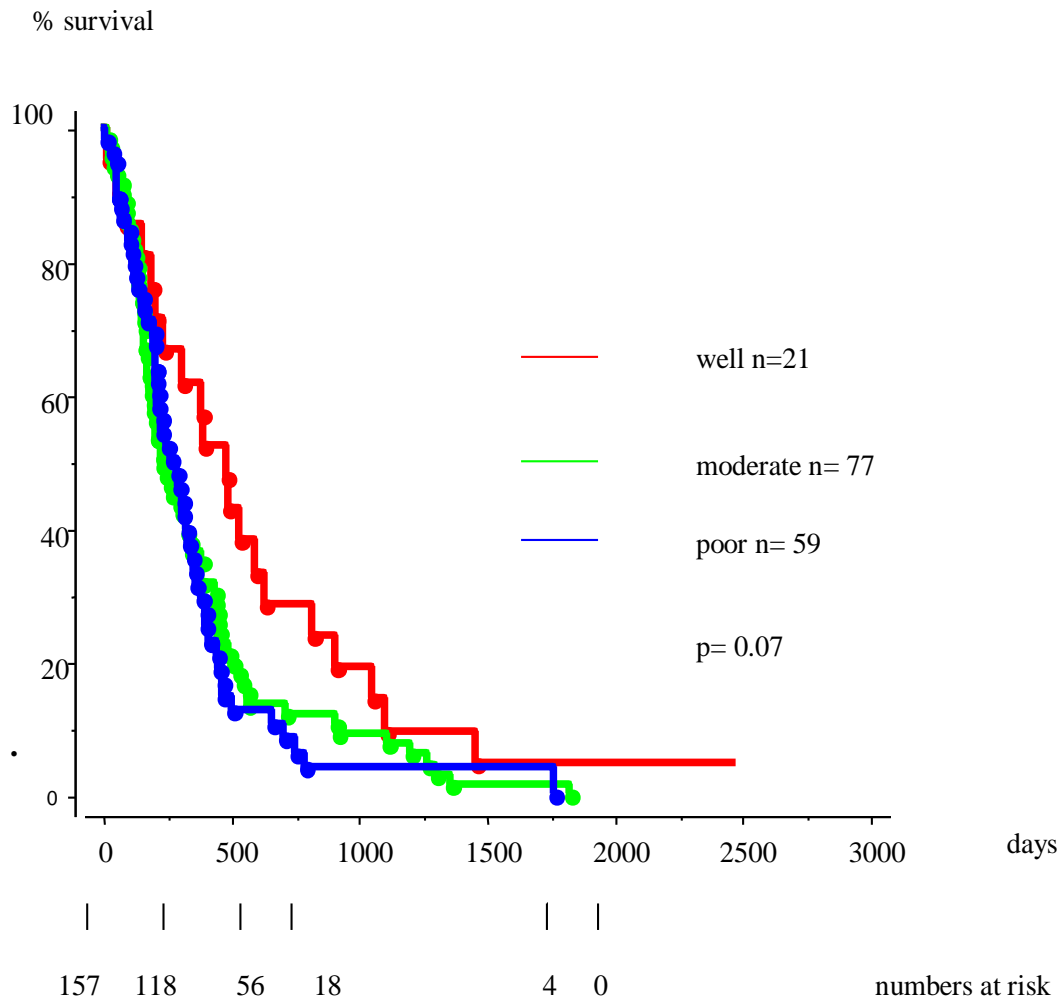 % survival
100
80
60
40
20
0
well n=21
moderate n= 77
poor n= 59
p= 0.07
.
0 500 1000 1500 2000 2500 3000 days
157 118 56 18 4 0 numbers at risk